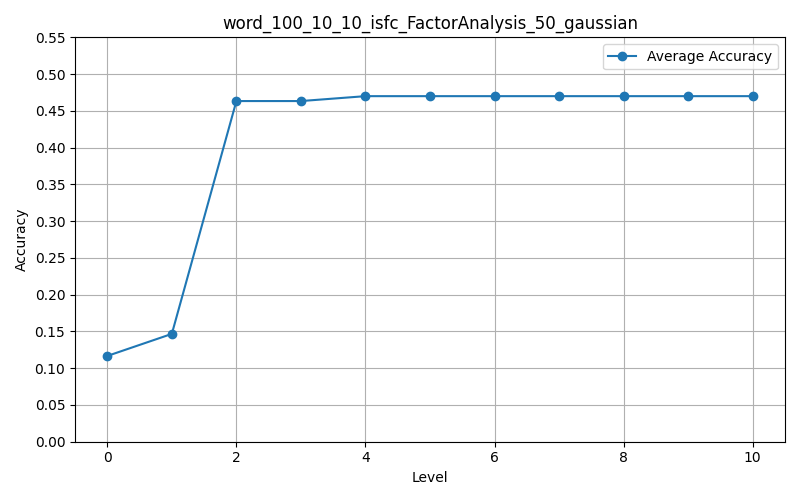 word_100_10_10_isfc_FactorAnalysis_50_gaussian
Average Accuracy
0.55
0.50
0.45
0.40
0.35
0.30
0.25
0.20
0.15
0.10
0.05
0.00
Accuracy
0 2 4 6 8 10
Level